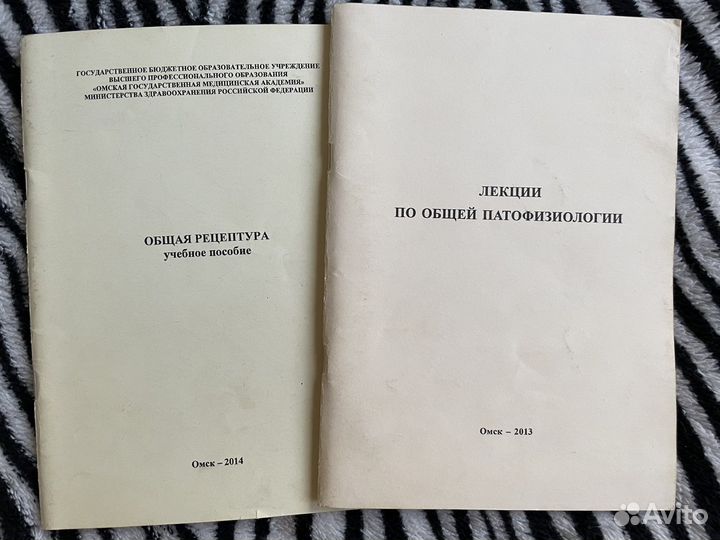 ГОСУДАРСТВЕННОЕ БЮДЖЕТНОЕ ОБРАЗОВАТЕЛЬНОЕ УЧРЕЖДЕНИЕ
ВЫСШЕГО ПРОФЕССИОНАЛЬНОГО ОБРАЗОВАНИЯ
«ОМСКАЯ ГОСУДАРСТВЕННАЯ МЕДИЦИНСКАЯ АКАДЕМИЯ»
МИНИСТЕРСТВА ЗДРАВООХРАНЕНИЯ РОССИЙСКОЙ ФЕДЕРАЦИИ
ОБЩАЯ РЕЦЕПТУРА
учебное пособие
Омск – 2014
ЛЕКЦИИ
ПО ОБЩЕЙ ПАТОФИЗИОЛОГИИ
Омск – 2013
Avito